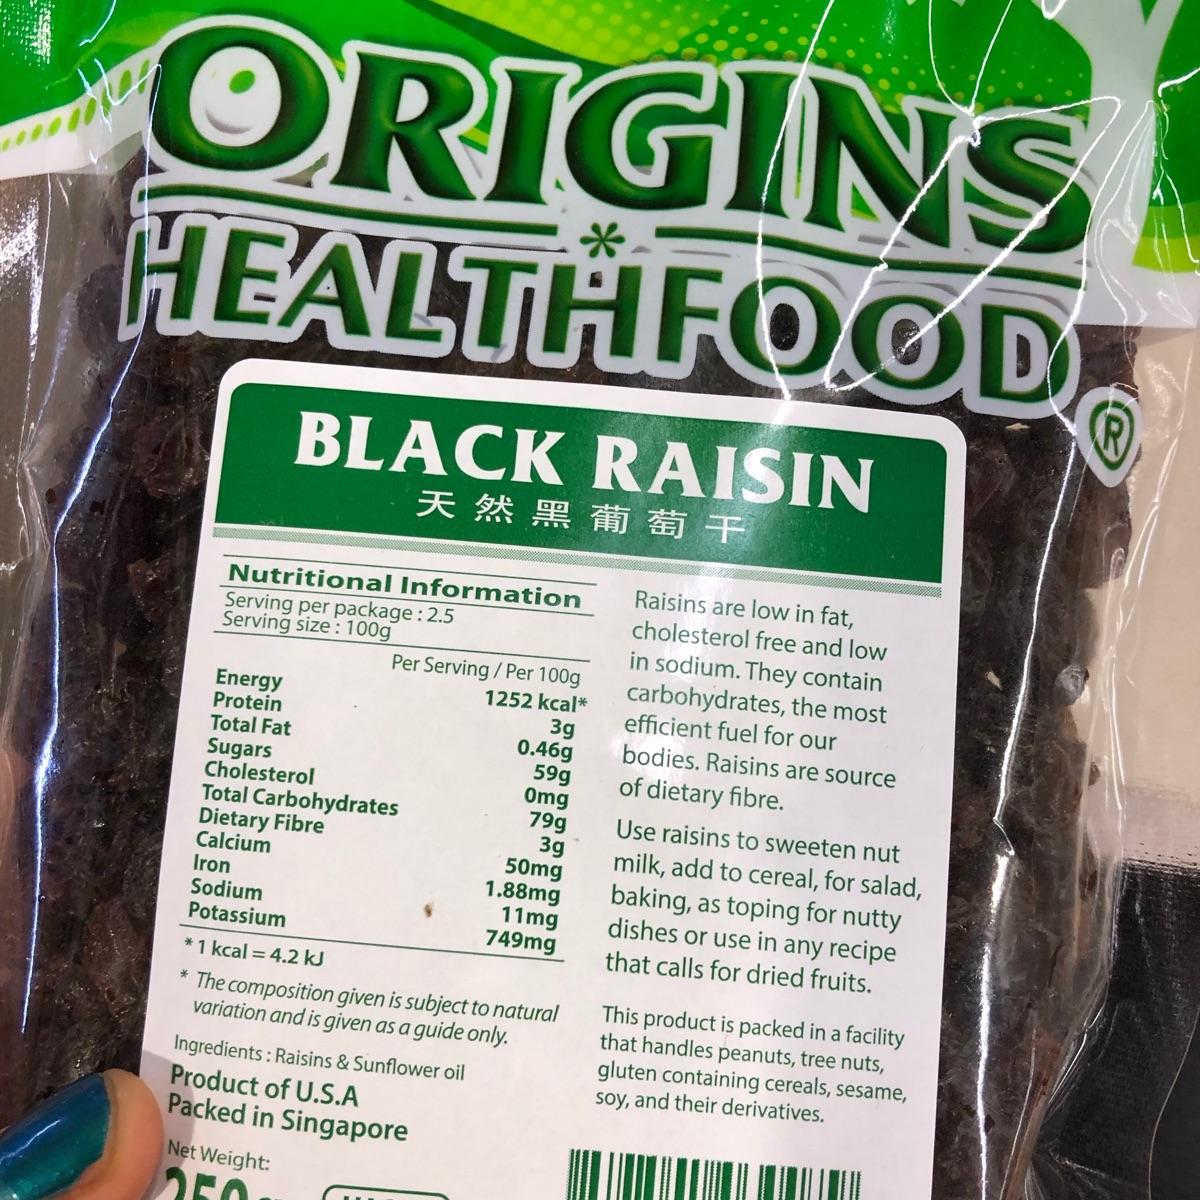 ORIGINS
HEALTHFOOD®
BLACK RAISIN
天然黑葡萄干
Nutritional Information
Serving per package : 2.5
Serving size : 100g
Per Serving / Per 100g
Energy 1252 kcal*
Protein 3g
Total Fat 0.46g
Sugars 59g
Cholesterol 0mg
Total Carbohydrates 79g
Dietary Fibre 3g
Calcium 50mg
Iron 1.88mg
Sodium 11mg
Potassium 749mg
* 1 kcal = 4.2 kJ
* The composition given is subject to natural
variation and is given as a guide only.
Ingredients : Raisins & Sunflower oil
Product of U.S.A
Packed in Singapore
Net Weight:
250
Raisins are low in fat,
cholesterol free and low
in sodium. They contain
carbohydrates, the most
efficient fuel for our
bodies. Raisins are source
of dietary fibre.
Use raisins to sweeten nut
milk, add to cereal, for salad,
baking, as toping for nutty
dishes or use in any recipe
that calls for dried fruits.
This product is packed in a facility
that handles peanuts, tree nuts,
gluten containing cereals, sesame,
soy, and their derivatives.